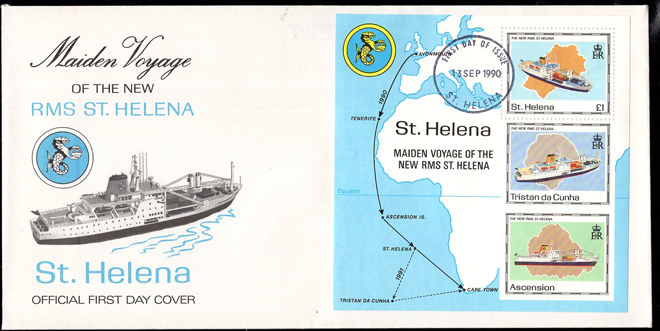 Maiden Voyage
OF THE NEW
RMS ST. HELENA
St. Helena
OFFICIAL FIRST DAY COVER
AVONMOUTH
1990
TENERIFE
St. Helena
MAIDEN VOYAGE OF THE
NEW RMS ST. HELENA
Equator
ASCENSION IS.
ST. HELENA
1991
CAPE TOWN
TRISTAN DA CUNHA
FIRST DAY OF ISSUE
13 SEP 1990
ST. HELENA
THE NEW RMS ST. HELENA
EIIR
St. Helena £1
THE NEW RMS ST. HELENA
EIIR
Tristan da Cunha
THE NEW RMS ST. HELENA
EIIR
Ascension